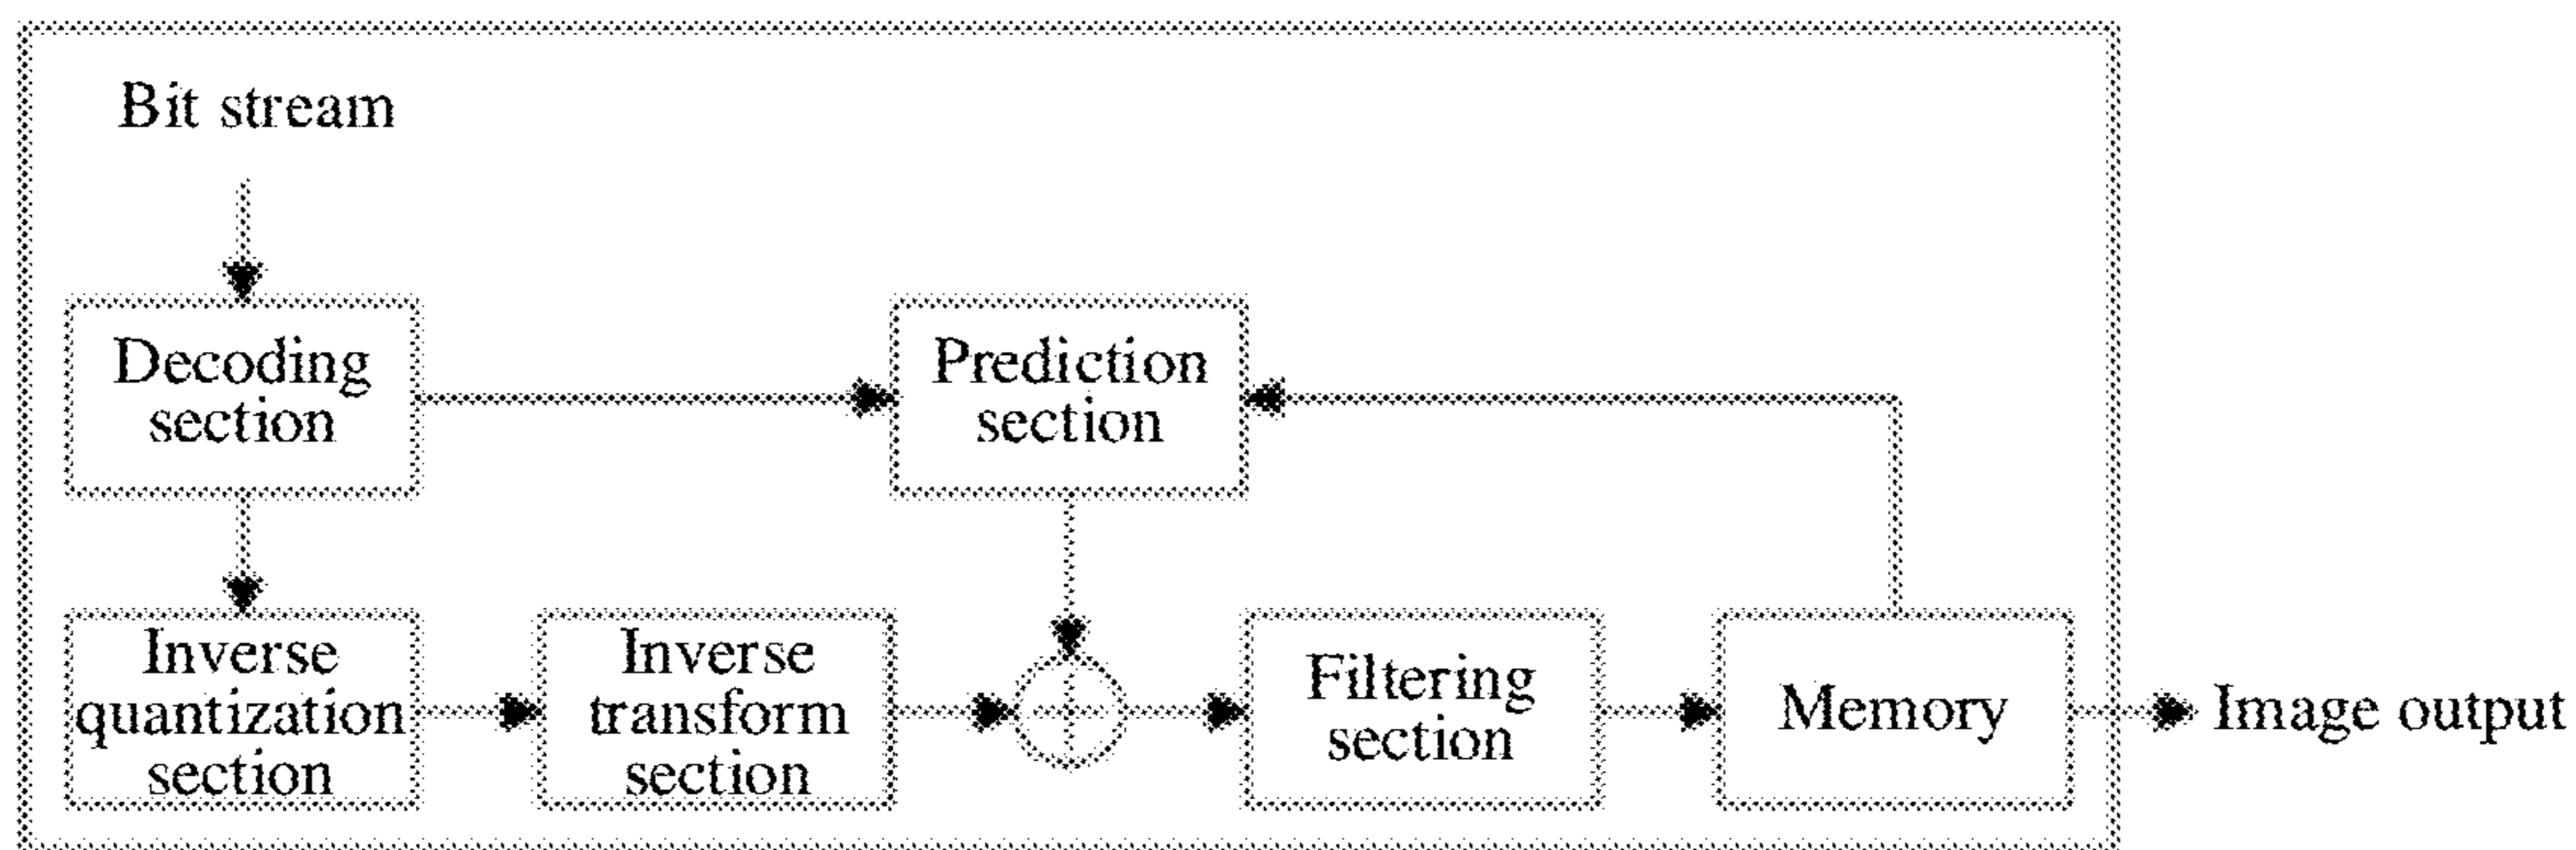 Bit stream
Decoding
section
Prediction
section
Inverse
quantization
section
Inverse
transform
section
Filtering
section
Memory
Image output